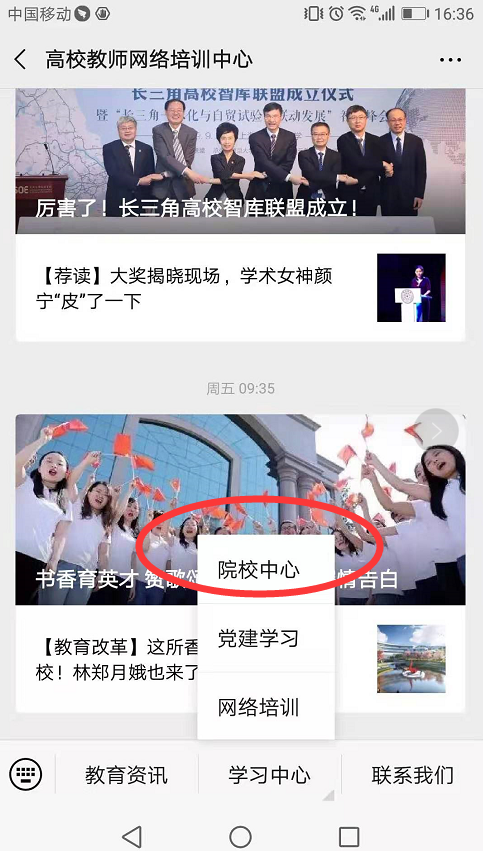 中国移动
4G
16:36
高校教师网络培训中心
长三角高校智库联盟成立仪式
厉害了！长三角高校智库联盟成立！
【荐读】大奖揭晓现场，学术女神颜
宁“皮”了一下
周五 09:35
书香育英才 赞歌颂
情告白
【教育改革】这所香
校！林郑月娥也来了
院校中心
党建学习
网络培训
教育资讯
学习中心
联系我们